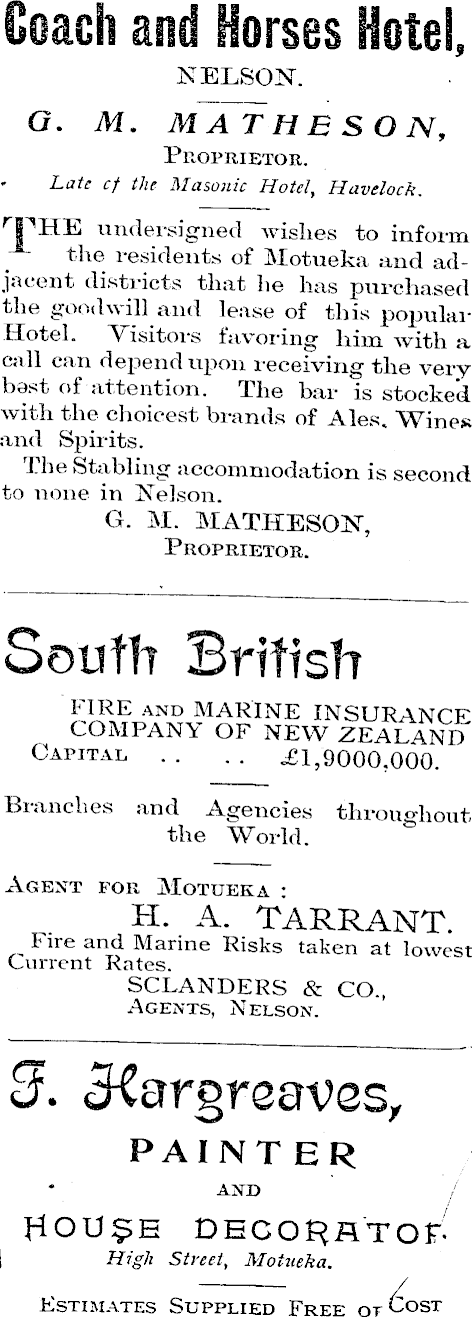 Coach and Horses Hotel,
NELSON.
G. M. MATHESON,
PROPRIETOR.
Late of the Masonic Hotel, Havelock.
THE undersigned wishes to inform
the residents of Motueka and ad-
jacent districts that he has purchased
the goodwill and lease of this popular
Hotel. Visitors favoring him with a
call can depend upon receiving the very
best of attention. The bar is stocked
with the choicest brands of Ales, Wines
and Spirits.
The Stabling accommodation is second
to none in Nelson.
G. M. MATHESON,
PROPRIETOR.
South British
FIRE AND MARINE INSURANCE
COMPANY OF NEW ZEALAND
CAPITAL .. .. £1,9000,000.
Branches and Agencies throughout
the World.
AGENT FOR MOTUEKA :
H. A. TARRANT.
Fire and Marine Risks taken at lowest
Current Rates.
SCLANDERS & CO.,
AGENTS, NELSON.
F. Hargreaves,
PAINTER
AND
HOUSE DECORATOR.
High Street, Motueka.
ESTIMATES SUPPLIED FREE OF COST